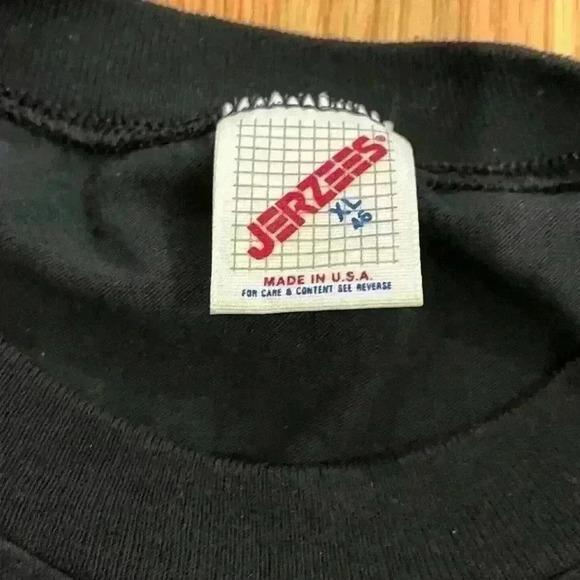 JERZEES®
XL
46
MADE IN U.S.A.
FOR CARE & CONTENT SEE REVERSE